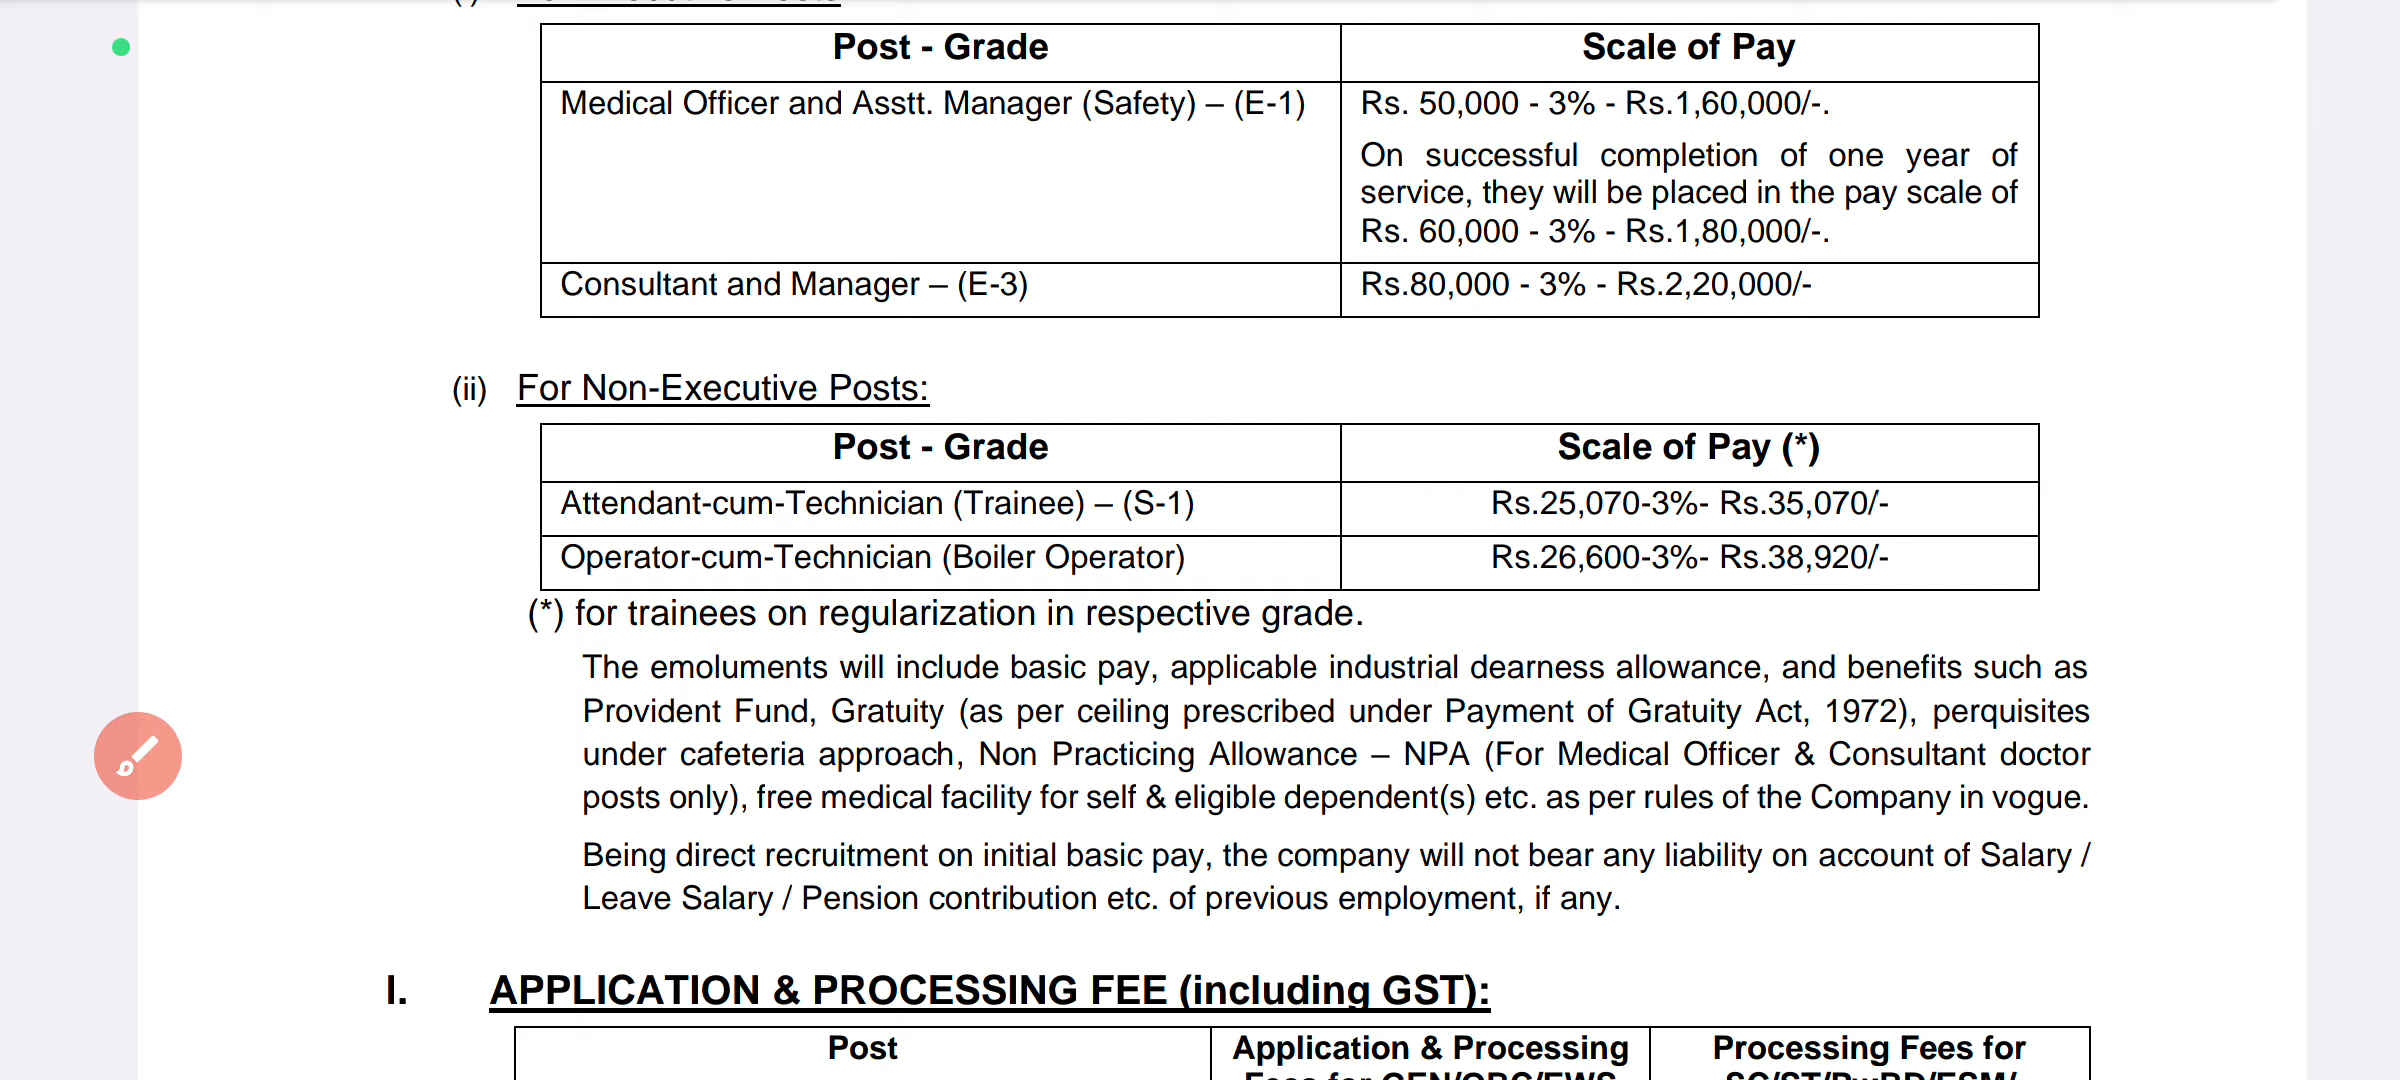 Post - Grade
Scale of Pay
Medical Officer and Asstt. Manager (Safety) – (E-1)
Rs. 50,000 - 3% - Rs.1,60,000/-.
On successful completion of one year of
service, they will be placed in the pay scale of
Rs. 60,000 - 3% - Rs.1,80,000/-.
Consultant and Manager – (E-3)
Rs.80,000 - 3% - Rs.2,20,000/-
(ii) For Non-Executive Posts:
Post - Grade
Scale of Pay (*)
Attendant-cum-Technician (Trainee) – (S-1)
Rs.25,070-3%- Rs.35,070/-
Operator-cum-Technician (Boiler Operator)
Rs.26,600-3%- Rs.38,920/-
(*) for trainees on regularization in respective grade.
The emoluments will include basic pay, applicable industrial dearness allowance, and benefits such as
Provident Fund, Gratuity (as per ceiling prescribed under Payment of Gratuity Act, 1972), perquisites
under cafeteria approach, Non Practicing Allowance – NPA (For Medical Officer & Consultant doctor
posts only), free medical facility for self & eligible dependent(s) etc. as per rules of the Company in vogue.
Being direct recruitment on initial basic pay, the company will not bear any liability on account of Salary /
Leave Salary / Pension contribution etc. of previous employment, if any.
I. APPLICATION & PROCESSING FEE (including GST):
Post
Application & Processing
Processing Fees for